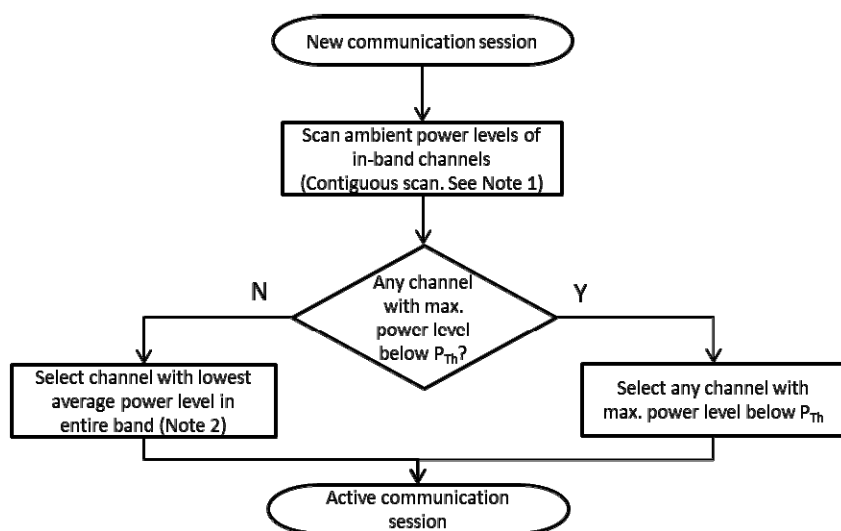 New communication session
Scan ambient power levels of
in-band channels
(Contiguous scan. See Note 1)
Any channel
with max.
power level
below PTh?
N
Y
Select channel with lowest
average power level in
entire band (Note 2)
Select any channel with
max. power level below PTh
Active communication
session